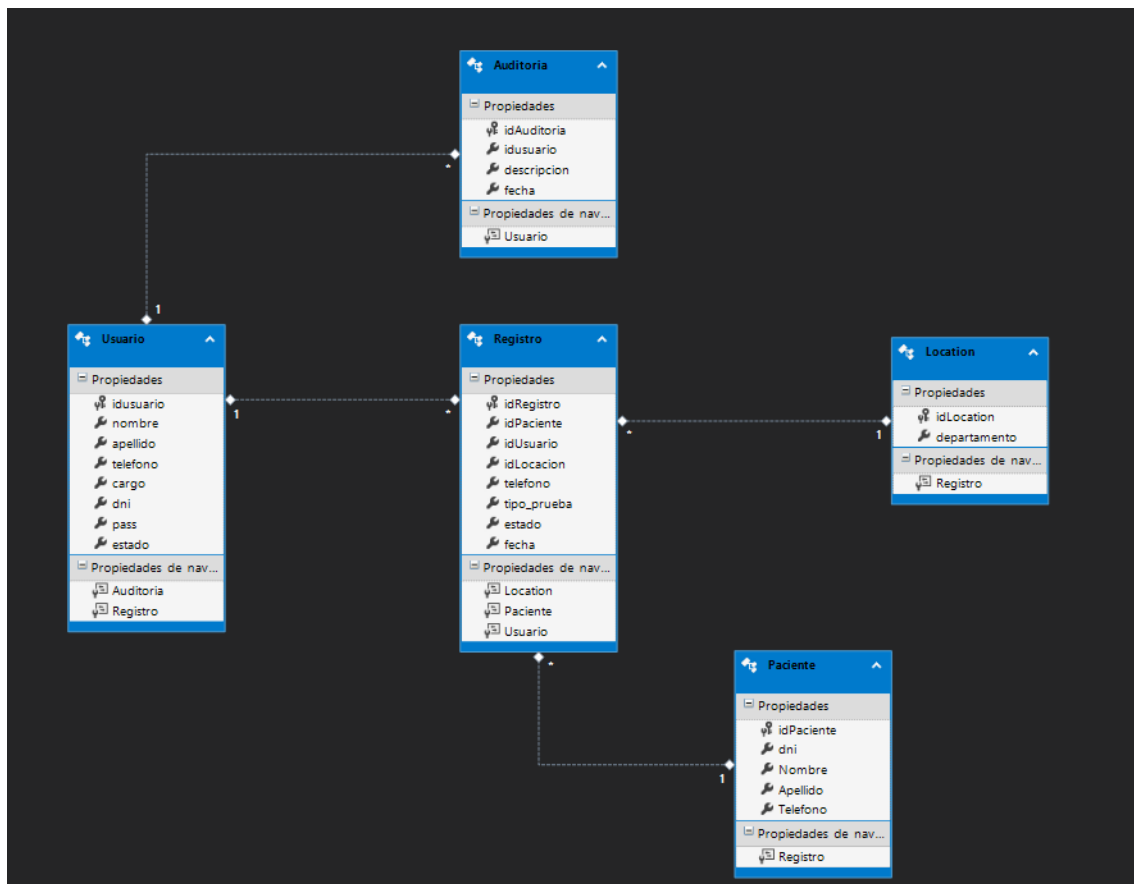 Auditoria
Propiedades
idAuditoria
idusuario
descripcion
fecha
Propiedades de nav...
Usuario
*
1
Usuario
Propiedades
idusuario
nombre
apellido
telefono
cargo
dni
pass
estado
Propiedades de nav...
Auditoria
Registro
1
*
Registro
Propiedades
idRegistro
idPaciente
idUsuario
idLocacion
telefono
tipo_prueba
estado
fecha
Propiedades de nav...
Location
Paciente
Usuario
*
1
Location
Propiedades
idLocation
departamento
Propiedades de nav...
Registro
*
1
Paciente
Propiedades
idPaciente
dni
Nombre
Apellido
Telefono
Propiedades de nav...
Registro